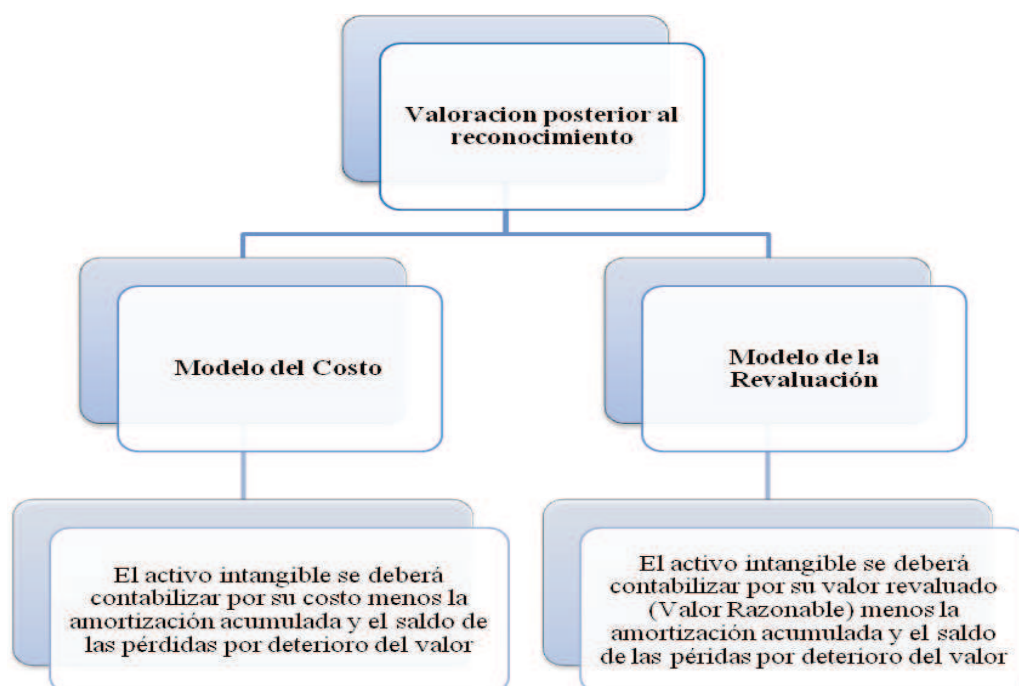 Valoracion posterior al
reconocimiento
Modelo del Costo
Modelo de la
Revaluación
El activo intangible se deberá
contabilizar por su costo menos la
amortización acumulada y el saldo de
las pérdidas por deterioro del valor
El activo intangible se deberá
contabilizar por su valor revaluado
(Valor Razonable) menos la
amortización acumulada y el saldo
de las péridas por deterioro del valor